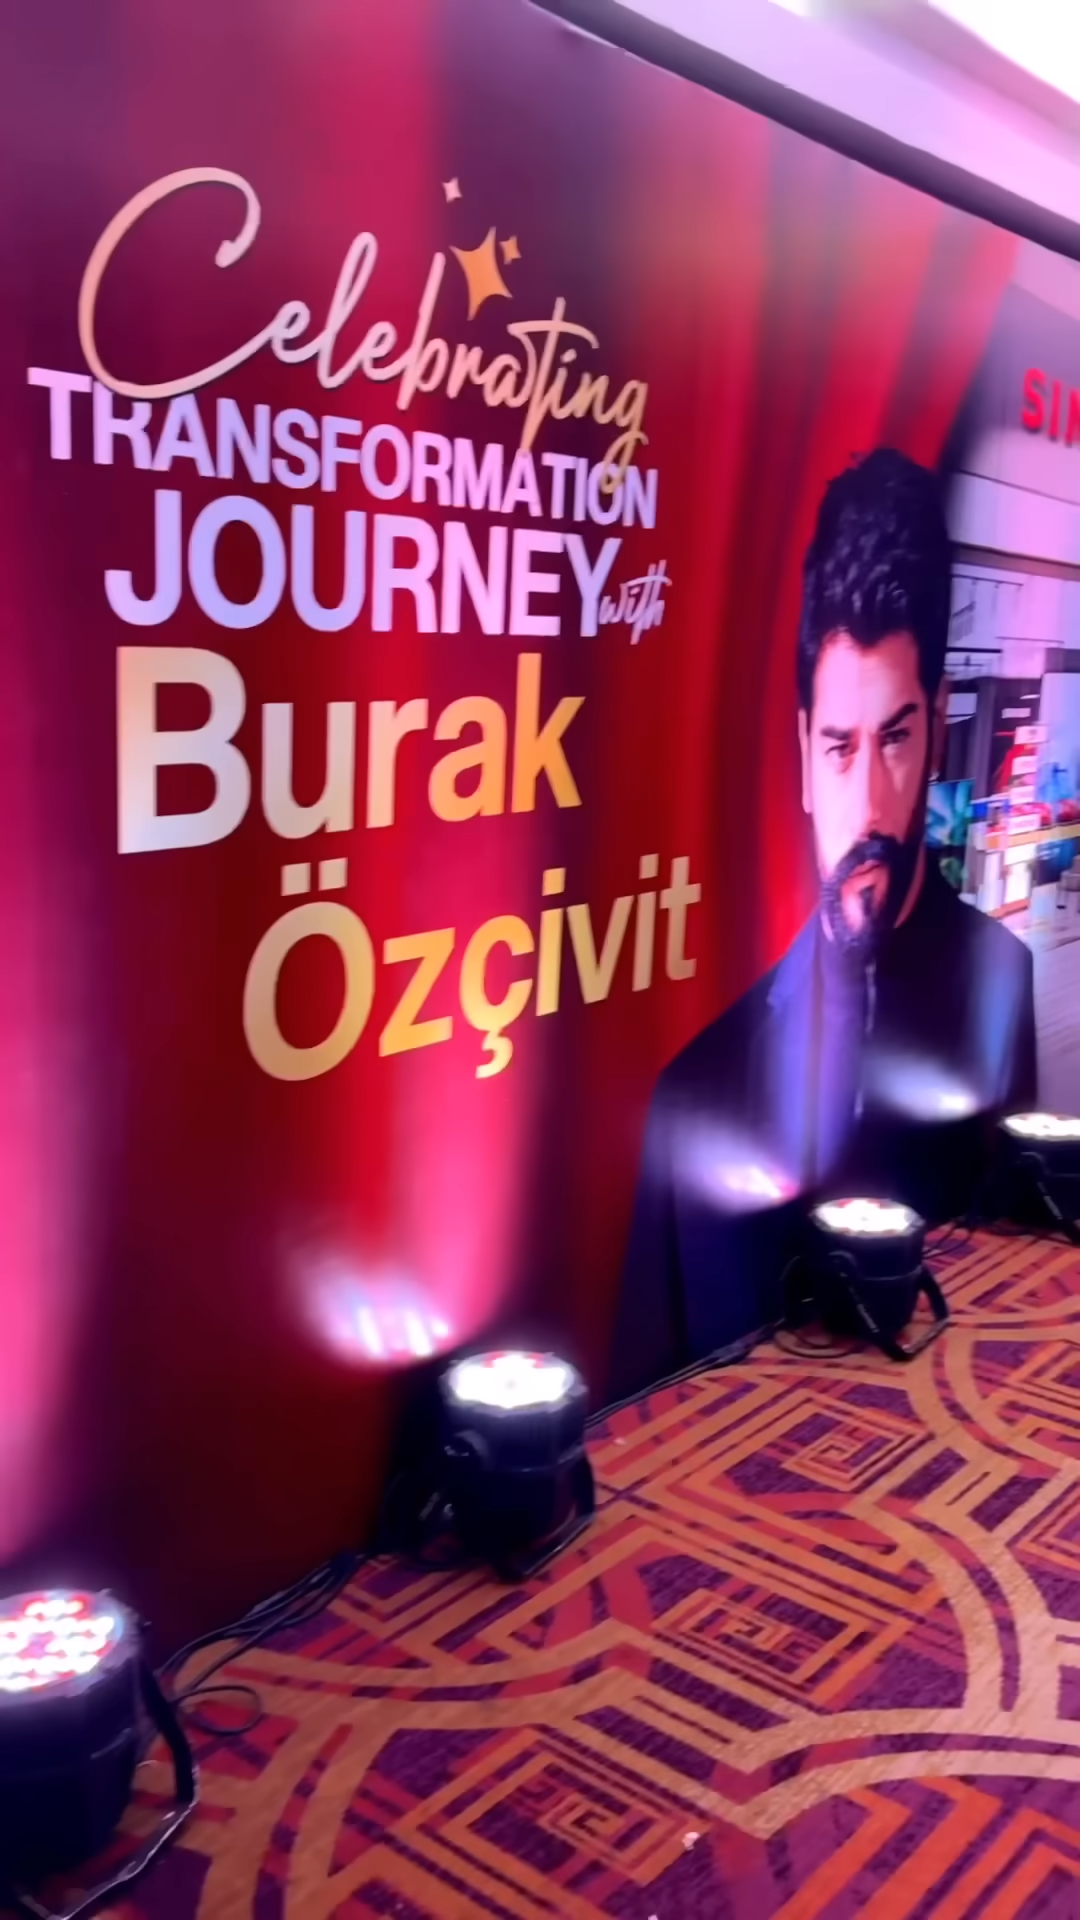 Celebrating
TRANSFORMATION
JOURNEY with
Burak
Özçivit